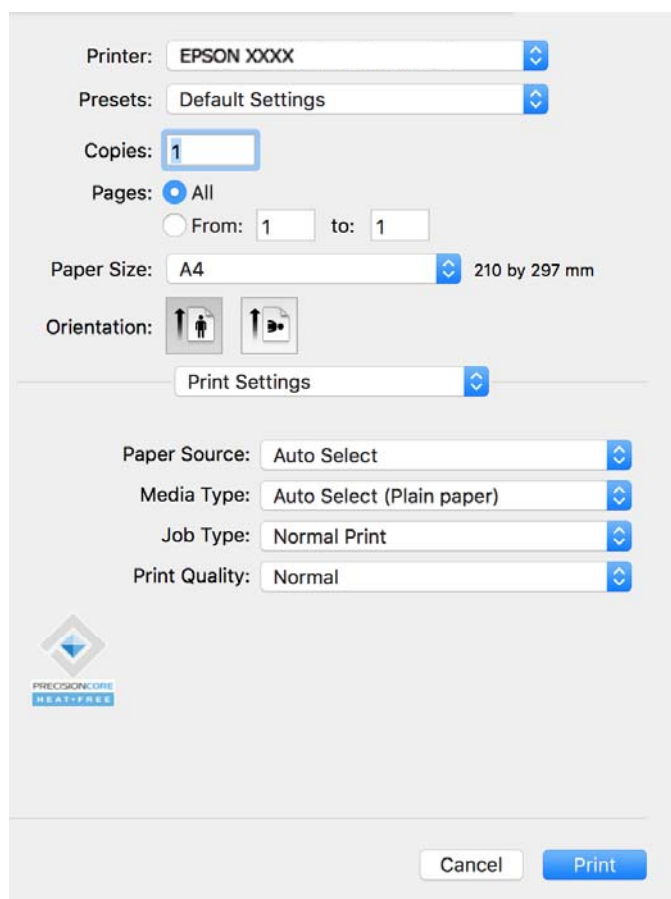 Printer: EPSON XXXX
Presets: Default Settings
Copies: 1
Pages: All
From: 1 to: 1
Paper Size: A4 210 by 297 mm
Orientation:
Print Settings
Paper Source: Auto Select
Media Type: Auto Select (Plain paper)
Job Type: Normal Print
Print Quality: Normal
PRECISIONCORE
HEAT-FREE
Cancel Print